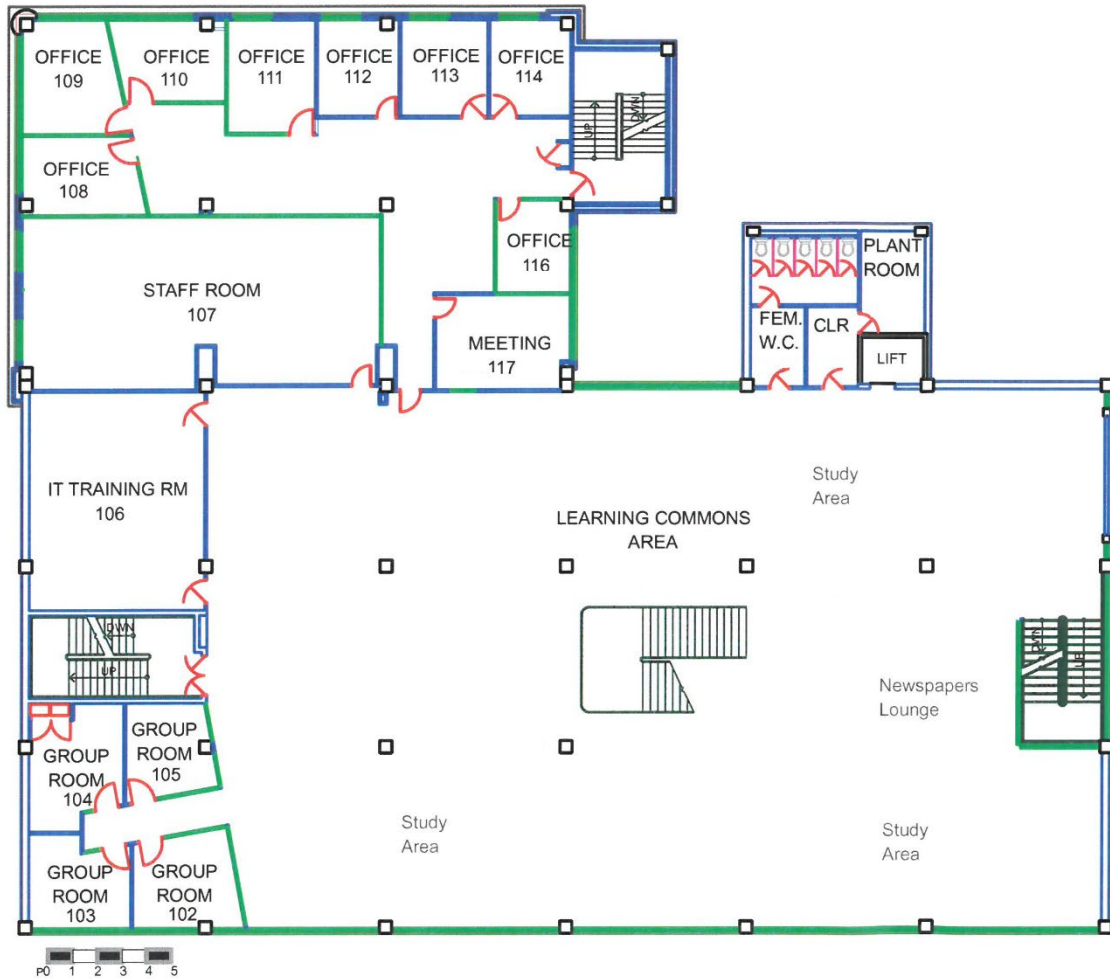 OFFICE
109
OFFICE
110
OFFICE
111
OFFICE
112
OFFICE
113
OFFICE
114
UP
DWN
OFFICE
108
OFFICE
116
STAFF ROOM
107
MEETING
117
PLANT
ROOM
FEM.
W.C.
CLR
LIFT
IT TRAINING RM
106
Study
Area
LEARNING COMMONS
AREA
DWN
UP
DWN
UP
Newspapers
Lounge
GROUP
ROOM
105
GROUP
ROOM
104
Study
Area
Study
Area
GROUP
ROOM
103
GROUP
ROOM
102
P0 1 2 3 4 5